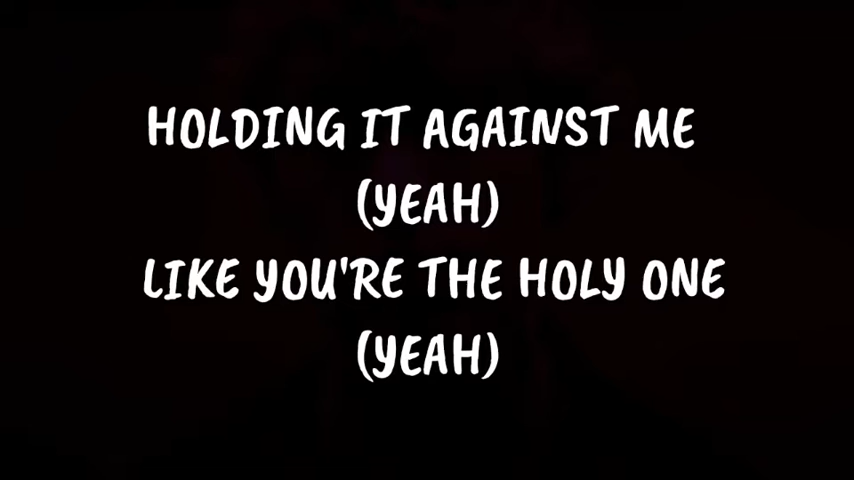 HOLDING IT AGAINST ME
(YEAH)
LIKE YOU'RE THE HOLY ONE
(YEAH)